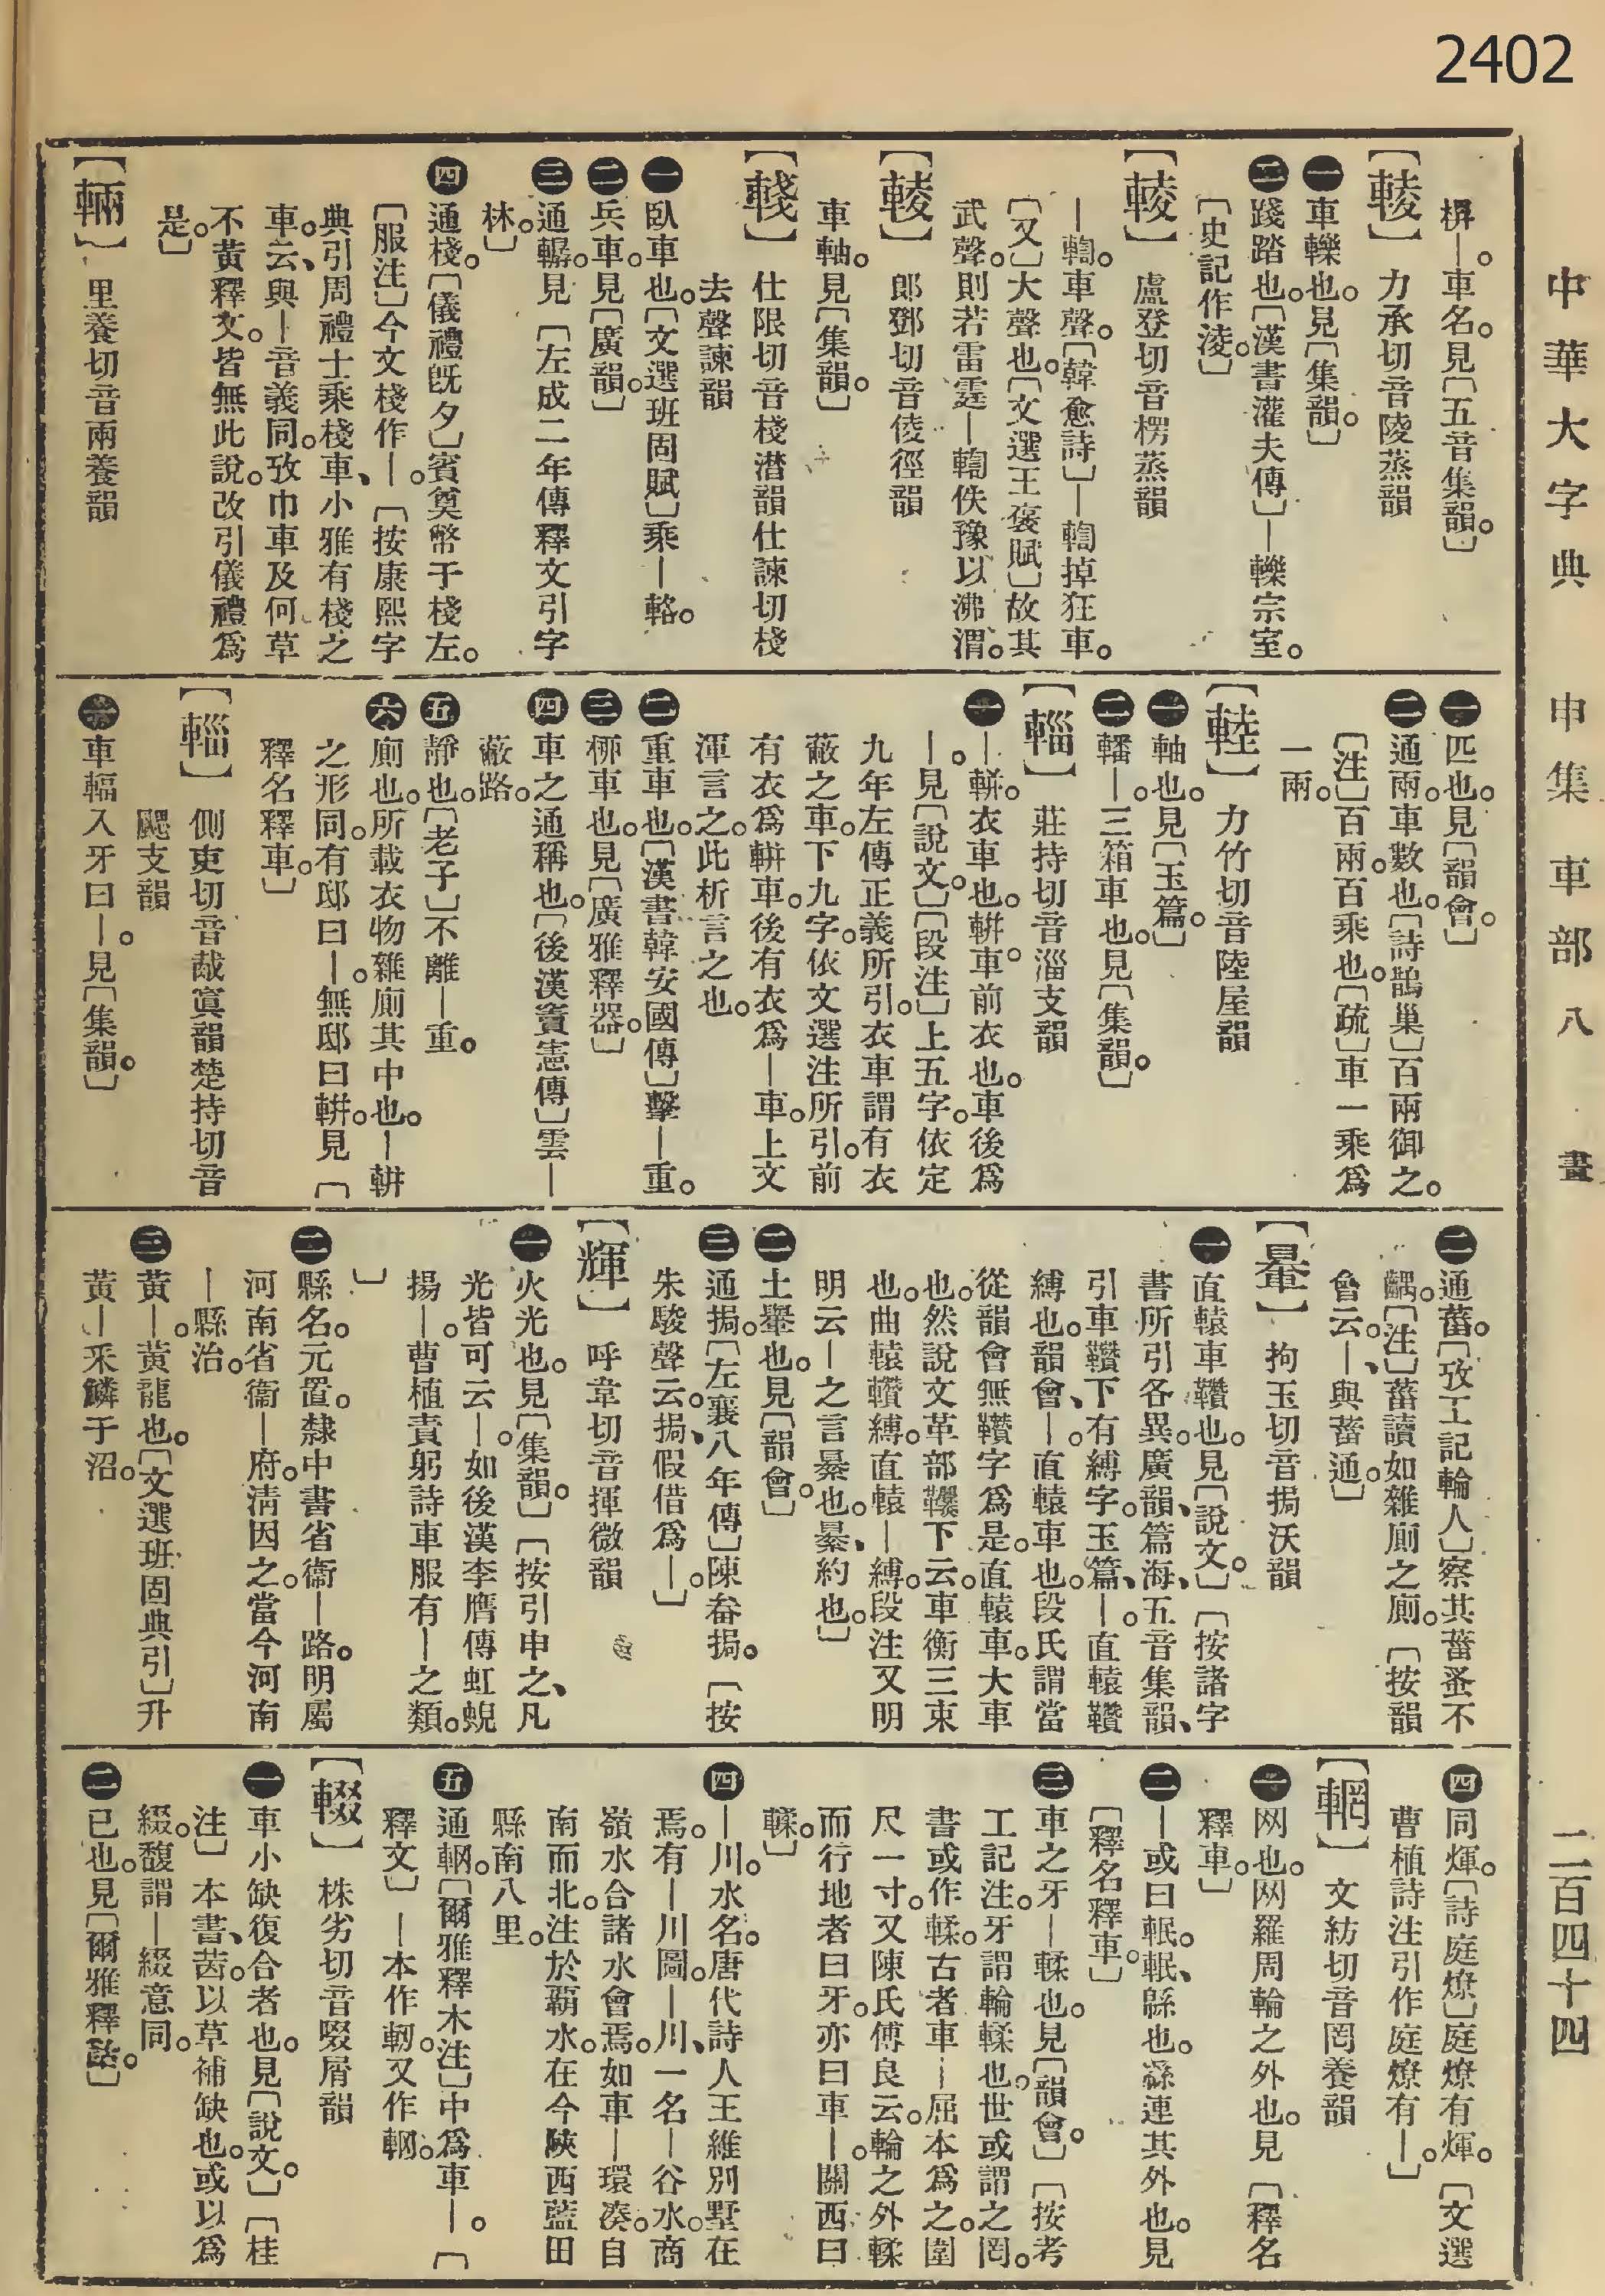 2402
中華大字典　申集　車部　八畫　二百四十四
枅｜。車名。見〔五音集韻。〕
【輘】力承切音陵蒸韻
㊀車轢也。見〔集韻。〕
㊁踐踏也。〔漢書灌夫傳〕｜轢宗室。
〔史記作淩。〕
【輘】盧登切音楞蒸韻
｜輷。車聲。〔韓愈詩〕｜輷掉狂車。
〔又〕大聲也。〔文選王褒賦〕故其
武聲。則若雷霆｜輷佚豫以沸渭。
【輘】郎鄧切音倰徑韻
車軸。見〔集韻。〕
【輚】仕限切音棧潸韻仕諫切棧
去聲諫韻
㊀臥車也。〔文選班固賦〕乘｜輅。
㊁兵車。見〔廣韻。〕
㊂通轏。見〔左成二年傳釋文引字
林。〕
㊃通棧。〔儀禮旣夕〕賓奠幣于棧左。
〔服注〕今文棧作｜。〔按康熙字
典引周禮士乘棧車、小雅有棧之
車。云、與｜音義同。攷巾車及何草
不黃釋文。皆無此說。改引儀禮爲
是。〕
【輛】里養切音兩養韻
㊀匹也。見〔韻會。〕
㊁通兩。車數也。〔詩鵲巢〕百兩御之。
〔注〕百兩。百乘也。〔疏〕車一乘爲
一兩。
【𨌠】力竹切音陸屋韻
㊀軸也。見〔玉篇。〕
㊁轓｜。三箱車也。見〔集韻。〕
【輜】莊持切音淄支韻
㊀｜輧。衣車也。輧。車前衣也。車後爲
｜。見〔說文。〕〔段注〕上五字。依定
九年左傳正義所引。衣車謂有衣
蔽之車。下九字。依文選注所引。前
有衣爲輧車。後有衣爲｜車。上文
渾言之。此析言之也。
㊁重車也。〔漢書韓安國傳〕擊｜重。
㊂柳車也。見〔廣雅釋器。〕
㊃車之通稱也。〔後漢竇憲傳〕雲｜
蔽路。
㊄靜也。〔老子〕不離｜重。
㊅廁也。所載衣物雜廁其中也。｜輧
之形同。有邸曰｜。無邸曰輧。見〔
釋名釋車。〕
【輜】側吏切音胾寘韻楚持切音
颸支韻
㊀車輻入牙曰｜。見〔集韻。〕
㊁通菑。〔攷工記輪人〕察其菑蚤不
齵。〔注〕菑讀如雜廁之廁。〔按韻
會云。｜、與菑通。〕
【輂】拘玉切音挶沃韻
㊀直轅車鞻也。見〔說文。〕〔按諸字
書所引各異。廣韻、篇海、五音集韻、
引車䡽下有縛字。玉篇、｜。直轅鞻
縛也。韻會、｜。直轅車也。段氏謂當
從韻會無鞻字爲是。直轅車。大車
也。然說文革部䡽下云。車衡三束
也。曲轅䡽縛。直轅｜縛。段注又明
明云｜之言暴也。暴、約也。〕
㊁土轝也。見〔韻會。〕
㊂通挶。〔左襄八年傳〕陳畚挶。〔按
朱駿聲云。挶、假借爲｜。〕
【輝】呼韋切音揮微韻
㊀火光也。見〔集韻。〕〔按引申之、凡
光皆可云｜。如後漢李膺傳虹蜺
揚｜。曹植責躬詩車服有｜之類。
〕
㊁縣名。元置。隸中書省衞｜路。明屬
河南省衞｜府。淸因之。當今河南
｜縣治。
㊂黃｜。黃龍也。〔文選班固典引〕升
黃｜采鱗于沼。
㊃同煇。〔詩庭燎〕庭燎有煇。〔文選
曹植詩注引作庭燎有｜。〕
【輞】文紡切音罔養韻
㊀网也。网羅周輪之外也。見〔釋名
釋車。〕
㊁｜或曰䡑。䡑、緜也。緜連其外也。見
〔釋名釋車。〕
㊂車之牙｜輮也。見〔韻會。〕〔按考
工記注。牙謂輪輮也。世或謂之罔。
書或作輮。古者車｜屈木爲之。圍
尺一寸。又陳氏傅良云。輪之外輮
而行地者曰牙。亦曰車｜。關西曰
輮。〕
㊃｜川。水名。唐代詩人王維別墅在
焉。有｜川圖。｜川、一名｜谷水。商
嶺水合諸水會焉。如車｜環湊。自
南而北。注於霸水。在今陝西藍田
縣南八里。
㊄通𨋴。〔爾雅釋木注〕中爲車｜。〔
釋文〕｜本作𨋴。又作輞。
【輟】株劣切音啜屑韻
㊀車小缺復合者也。見〔說文。〕〔桂
注〕本書、茜。以草補缺也。或以爲
綴。馥謂｜綴意同。
㊁已也。見〔爾雅釋詁。〕